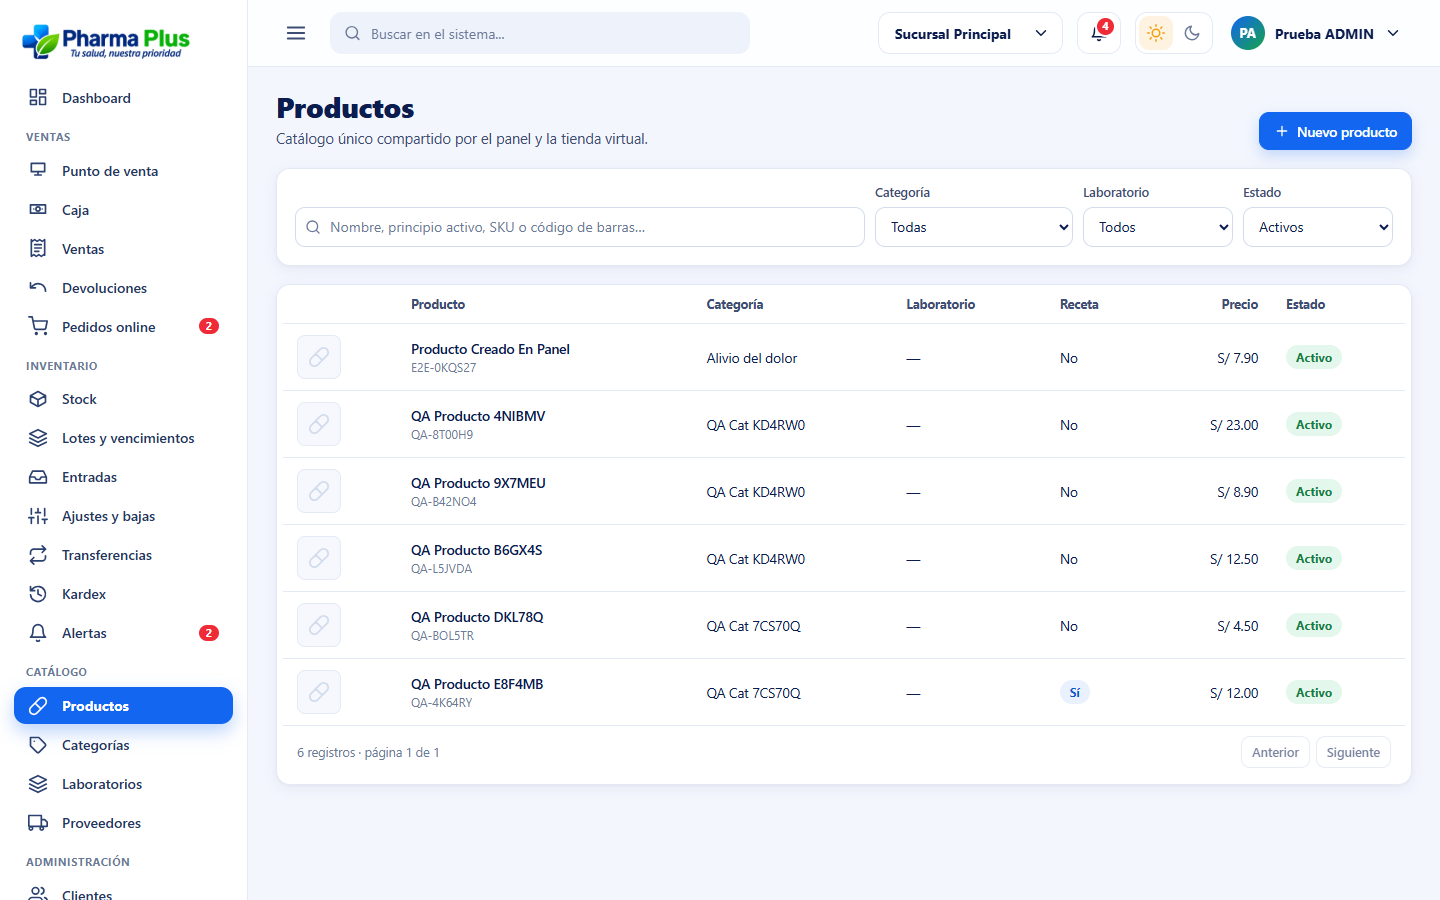 Pharma Plus
Tu salud, nuestra prioridad
Dashboard
VENTAS
Punto de venta
Caja
Ventas
Devoluciones
Pedidos online 2
INVENTARIO
Stock
Lotes y vencimientos
Entradas
Ajustes y bajas
Transferencias
Kardex
Alertas 2
CATÁLOGO
Productos
Categorías
Laboratorios
Proveedores
ADMINISTRACIÓN
Clientes
Buscar en el sistema...
Sucursal Principal
4
PA Prueba ADMIN
Productos
Catálogo único compartido por el panel y la tienda virtual.
+ Nuevo producto
Categoría Laboratorio Estado
Nombre, principio activo, SKU o código de barras... Todas Todos Activos
Producto Categoría Laboratorio Receta Precio Estado
Producto Creado En Panel
E2E-0KQS27
Alivio del dolor — No S/ 7.90 Activo
QA Producto 4NIBMV
QA-8T00H9
QA Cat KD4RW0 — No S/ 23.00 Activo
QA Producto 9X7MEU
QA-B42NO4
QA Cat KD4RW0 — No S/ 8.90 Activo
QA Producto B6GX4S
QA-L5JVDA
QA Cat KD4RW0 — No S/ 12.50 Activo
QA Producto DKL78Q
QA-BOL5TR
QA Cat 7CS70Q — No S/ 4.50 Activo
QA Producto E8F4MB
QA-4K64RY
QA Cat 7CS70Q — Sí S/ 12.00 Activo
6 registros · página 1 de 1
Anterior Siguiente